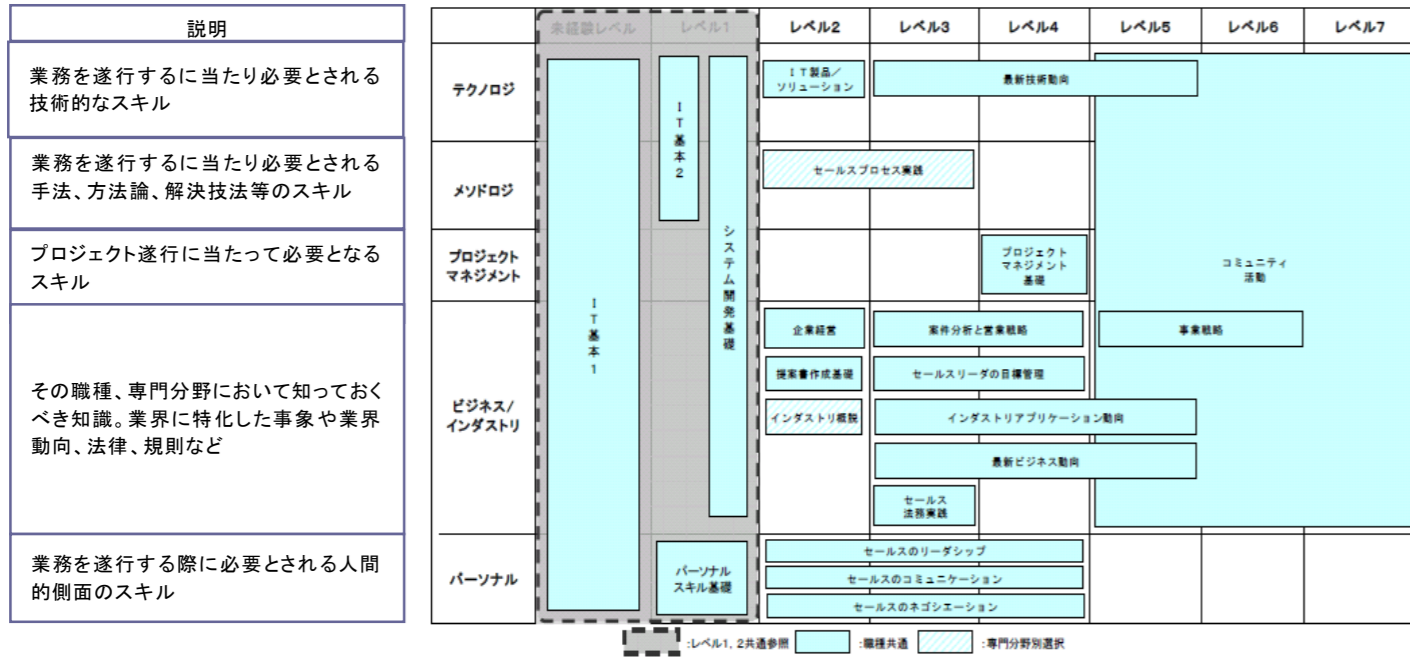 説明
業務を遂行するに当たり必要とされる
技術的なスキル
業務を遂行するに当たり必要とされる
手法、方法論、解決技法等のスキル
プロジェクト遂行に当たって必要となる
スキル
その職種、専門分野において知っておく
べき知識。業界に特化した事象や業界
動向、法律、規則など
業務を遂行する際に必要とされる人間
的側面のスキル
未経験レベル
レベル1
レベル2
レベル3
レベル4
レベル5
レベル6
レベル7
テクノロジ
メソドロジ
プロジェクト
マネジメント
ビジネス/
インダストリ
パーソナル
IT基本1
IT基本2
システム開発基礎
パーソナル
スキル基礎
IT製品/
ソリューション
最新技術動向
セールスプロセス実践
プロジェクト
マネジメント
基礎
コミュニティ
活動
企業経営
案件分析と営業戦略
事業戦略
提案書作成基礎
セールスリーダの目標管理
インダストリ概説
インダストリアプリケーション動向
最新ビジネス動向
セールス
法務実践
セールスのリーダシップ
セールスのコミュニケーション
セールスのネゴシエーション
:レベル1, 2共通参照
:職種共通
:専門分野別選択